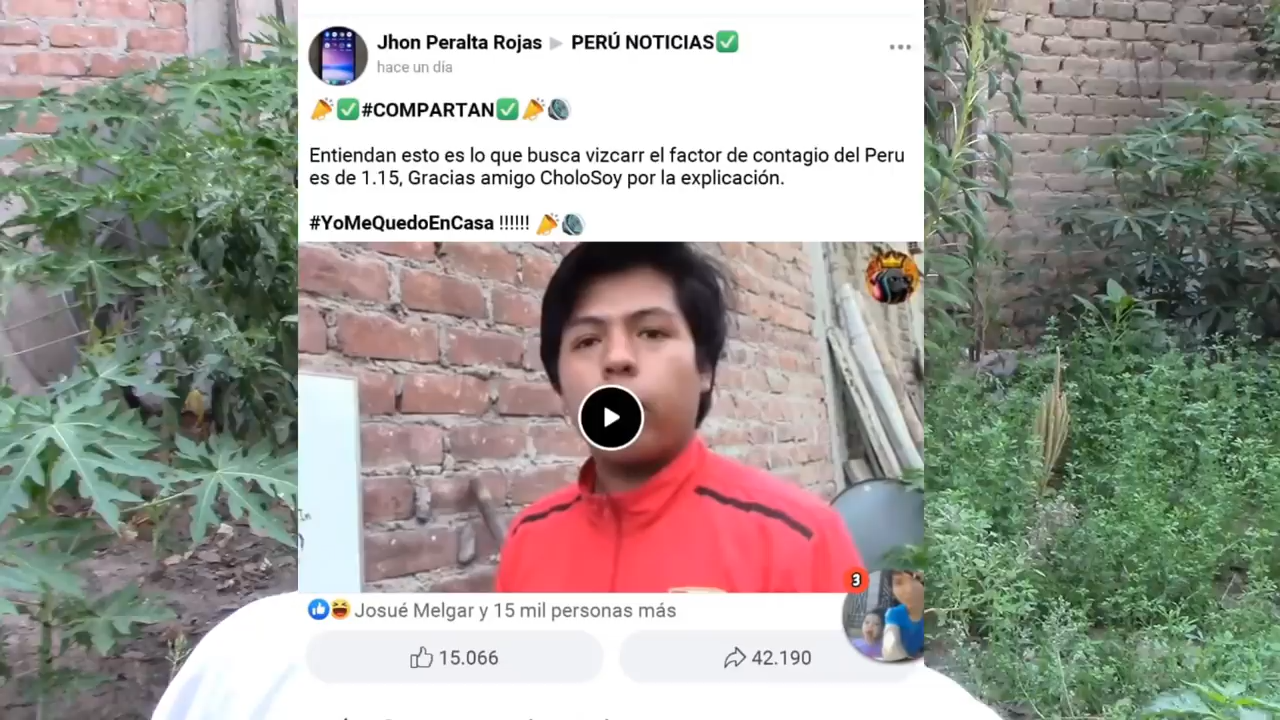 Jhon Peralta Rojas ▶ PERÚ NOTICIAS✅
hace un día
#COMPARTAN
Entiendan esto es lo que busca vizcarr el factor de contagio del Peru
es de 1.15, Gracias amigo CholoSoy por la explicación.
#YoMeQuedoEnCasa !!!!!!
3
Josué Melgar y 15 mil personas más
15.066
42.190